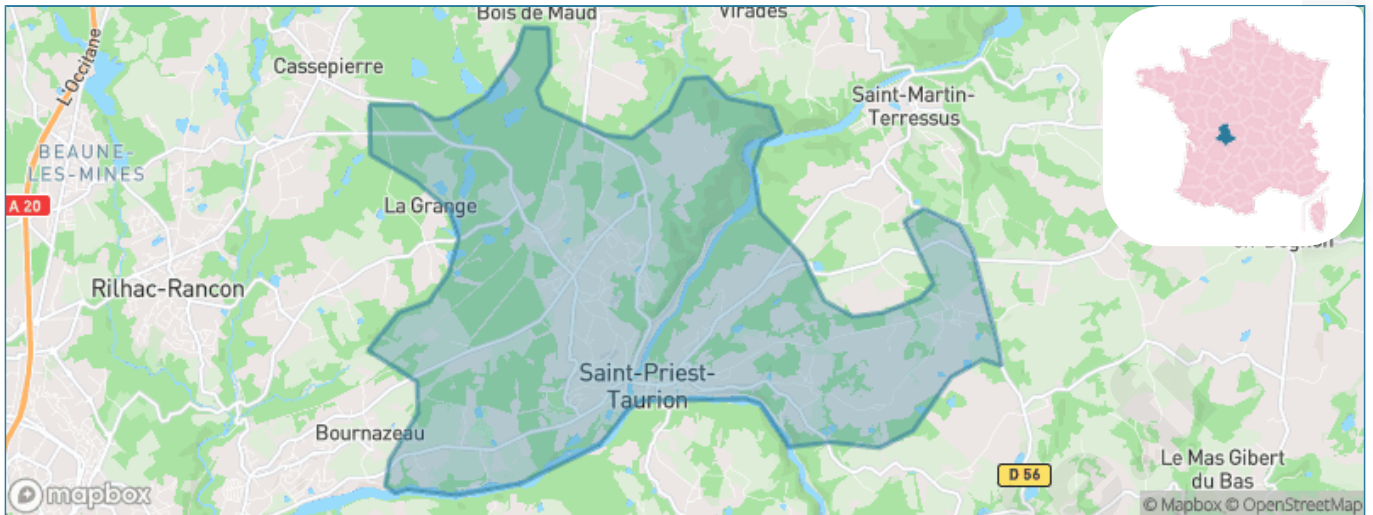 Bois de Maud
Virades
L'Occitane
Cassepierre
Saint-Martin-
Terressus
BEAUNE-
LES-MINES
A 20
La Grange
Rilhac-Rancon
Saint-Priest-
Taurion
Bournazeau
D 56
Le Mas Gibert
du Bas
mapbox
© Mapbox © OpenStreetMap